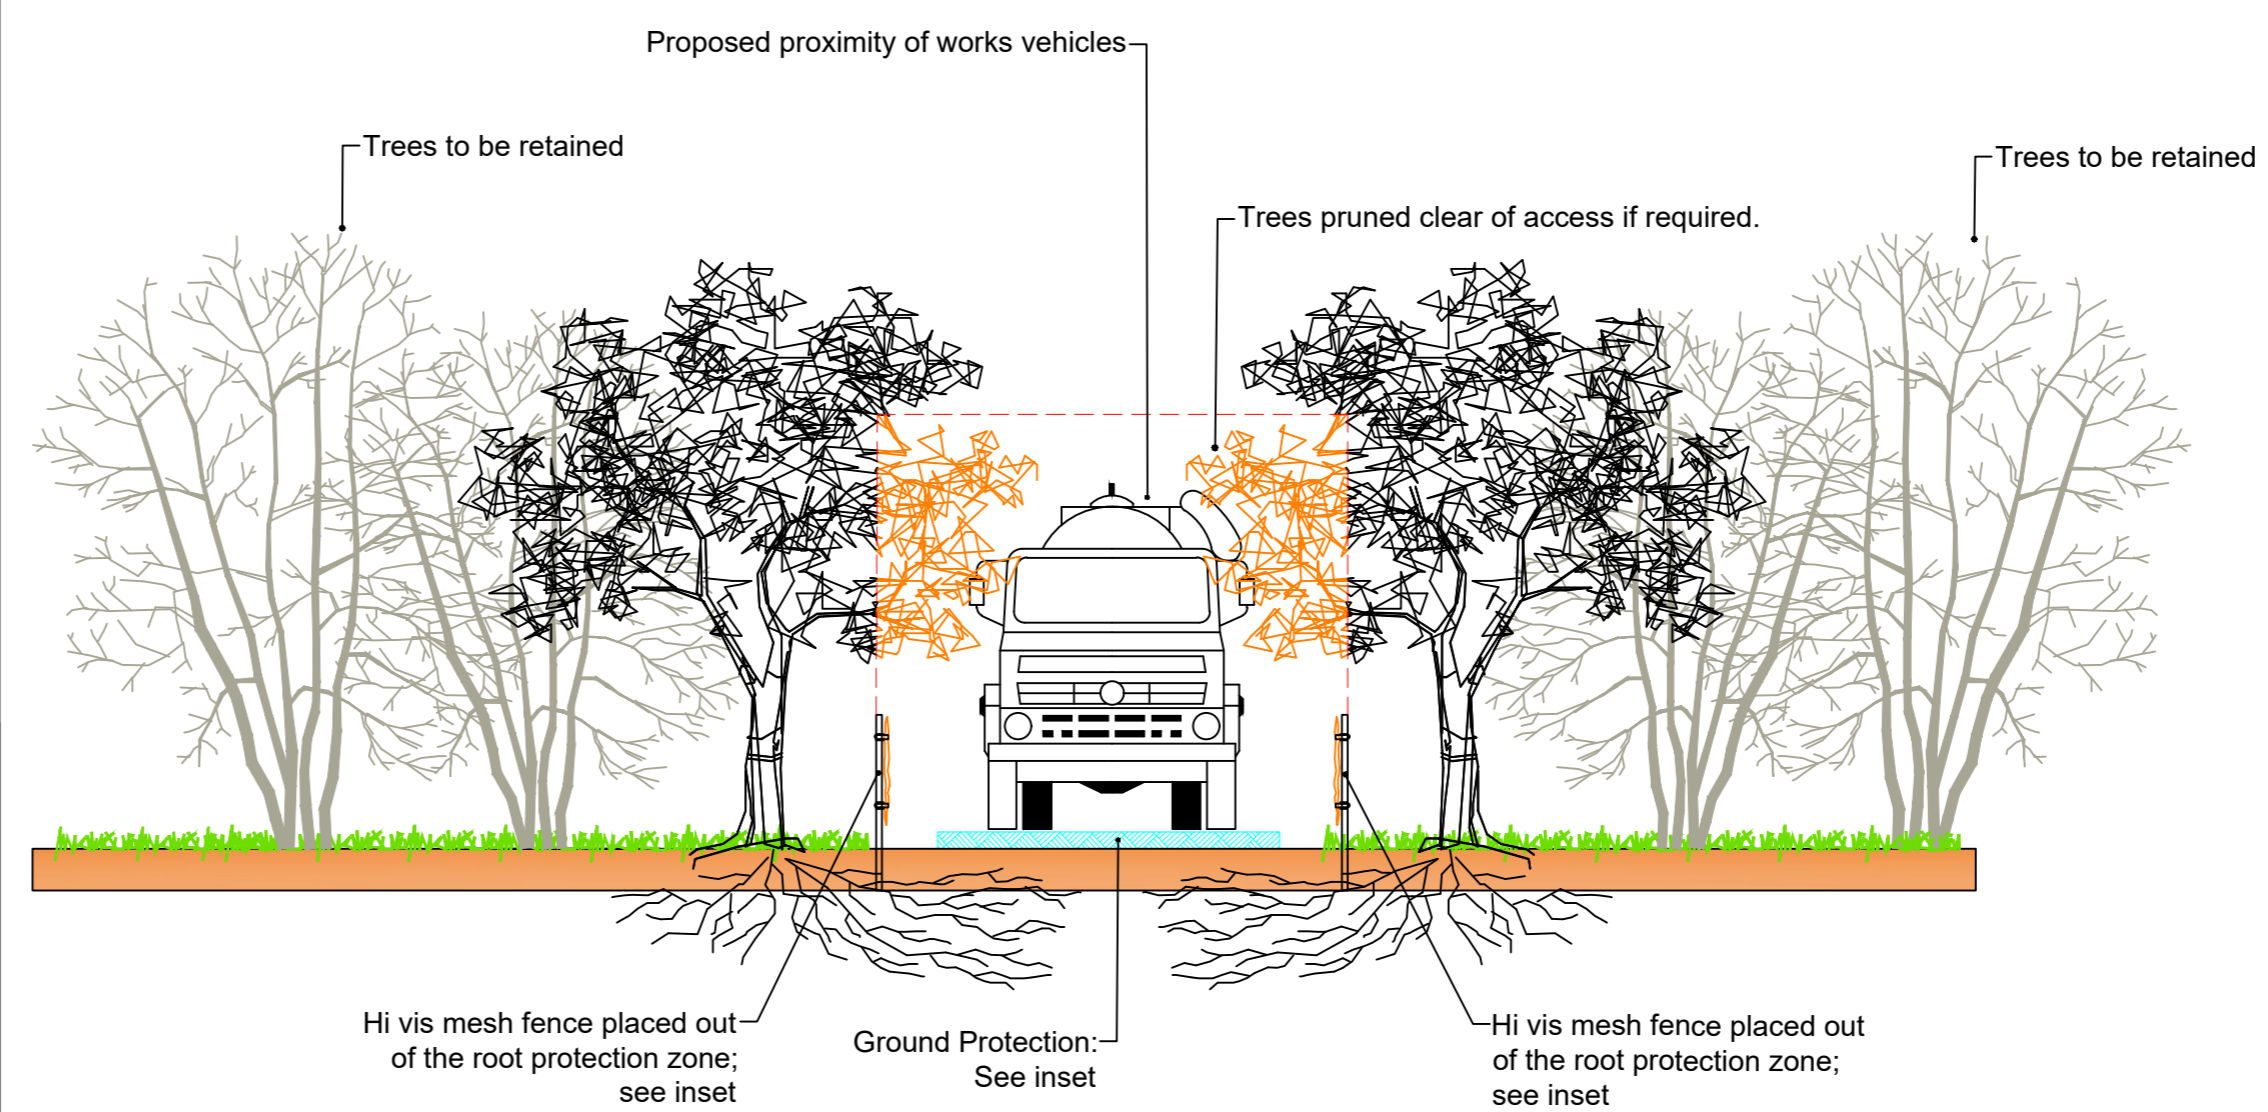 Proposed proximity of works vehicles
Trees to be retained
Trees to be retained
Trees pruned clear of access if required.
Hi vis mesh fence placed out
of the root protection zone;
see inset
Ground Protection:
See inset
Hi vis mesh fence placed out
of the root protection zone;
see inset